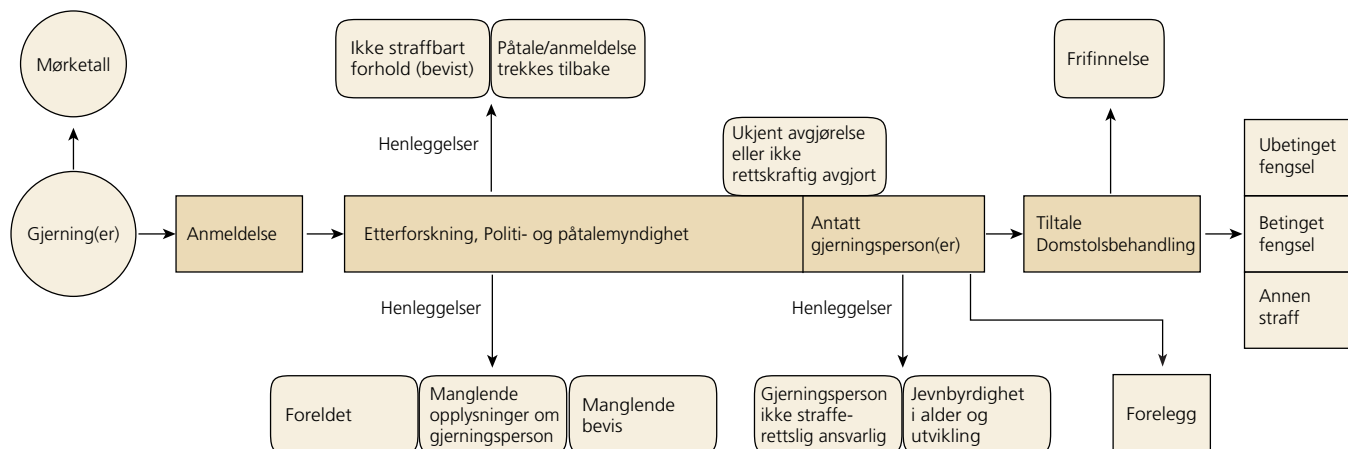 Mørketall
Ikke straffbart
forhold (bevist)
Påtale/anmeldelse
trekkes tilbake
Frifinnelse
Henleggelser
Ukjent avgjørelse
eller ikke
rettskraftig avgjort
Gjerning(er)
Anmeldelse
Etterforskning, Politi- og påtalemyndighet
Antatt
gjerningsperson(er)
Tiltale
Domstolsbehandling
Ubetinget
fengsel
Betinget
fengsel
Annen
straff
Henleggelser
Henleggelser
Foreldet
Manglende
opplysninger om
gjerningsperson
Manglende
bevis
Gjerningsperson
ikke straffe-
rettslig ansvarlig
Jevnbyrdighet
i alder og
utvikling
Forelegg